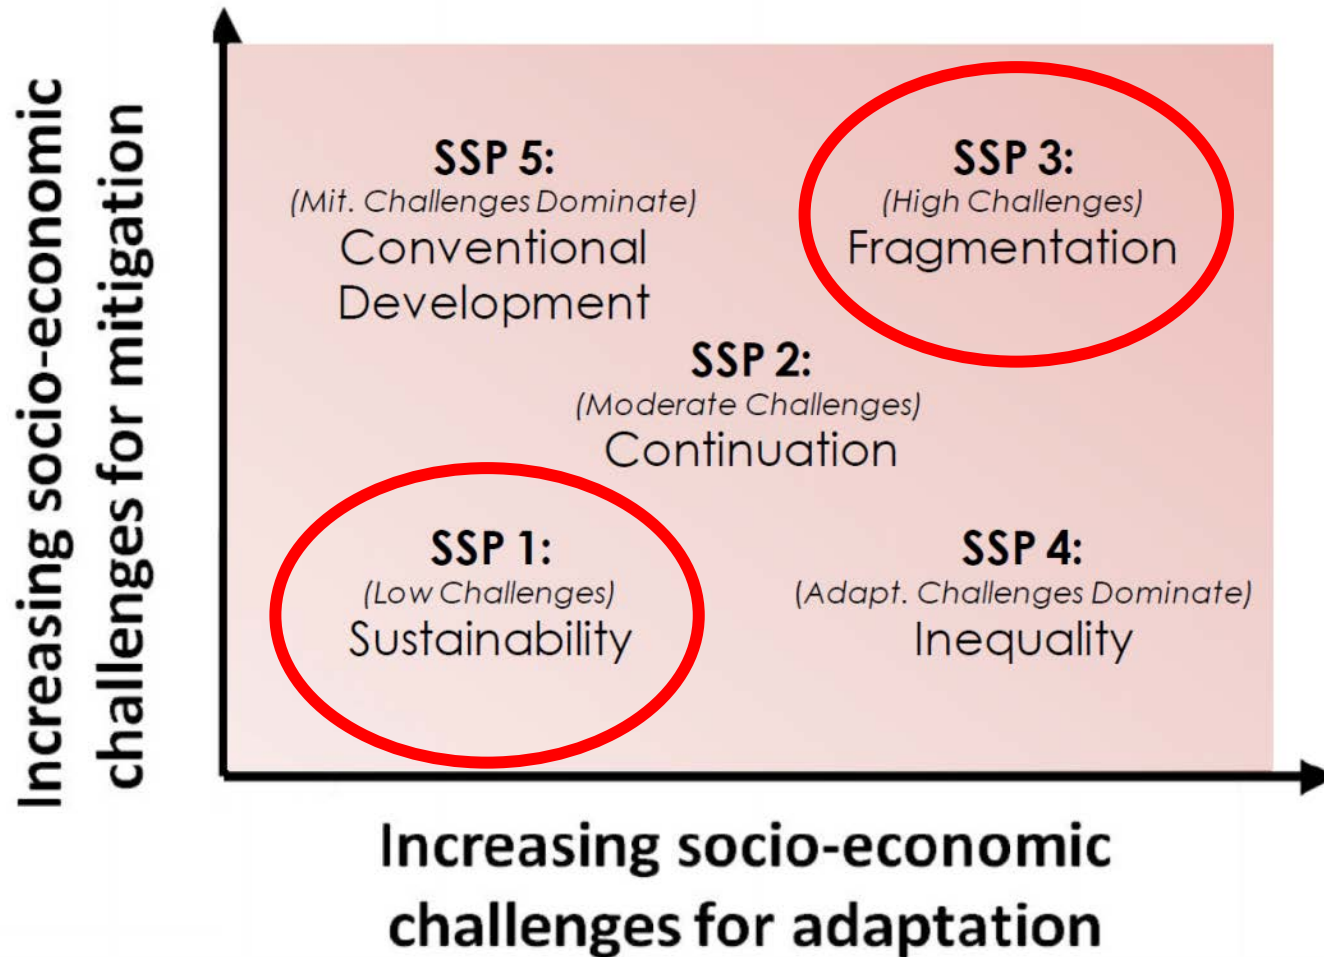 Increasing socio-economic
challenges for mitigation
SSP 5:
(Mit. Challenges Dominate)
Conventional
Development
SSP 3:
(High Challenges)
Fragmentation
SSP 2:
(Moderate Challenges)
Continuation
SSP 1:
(Low Challenges)
Sustainability
SSP 4:
(Adapt. Challenges Dominate)
Inequality
Increasing socio-economic
challenges for adaptation